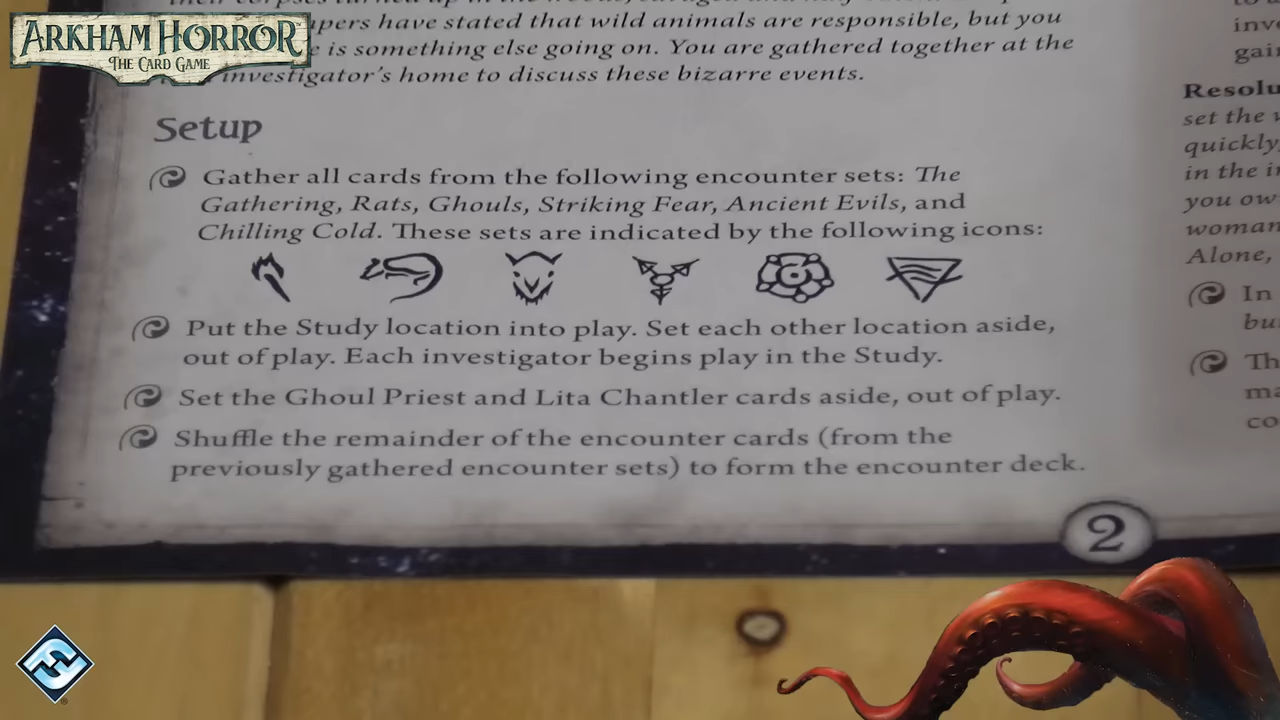 ARKHAM HORROR
THE CARD GAME
have stated that wild animals are responsible, but you
is something else going on. You are gathered together at the
investigator's home to discuss these bizarre events.
Setup
Gather all cards from the following encounter sets: The
Gathering, Rats, Ghouls, Striking Fear, Ancient Evils, and
Chilling Cold. These sets are indicated by the following icons:
Put the Study location into play. Set each other location aside,
out of play. Each investigator begins play in the Study.
Set the Ghoul Priest and Lita Chantler cards aside, out of play.
Shuffle the remainder of the encounter cards (from the
previously gathered encounter sets) to form the encounter deck.
2
set the
quickly
in the
you
Alone,
In